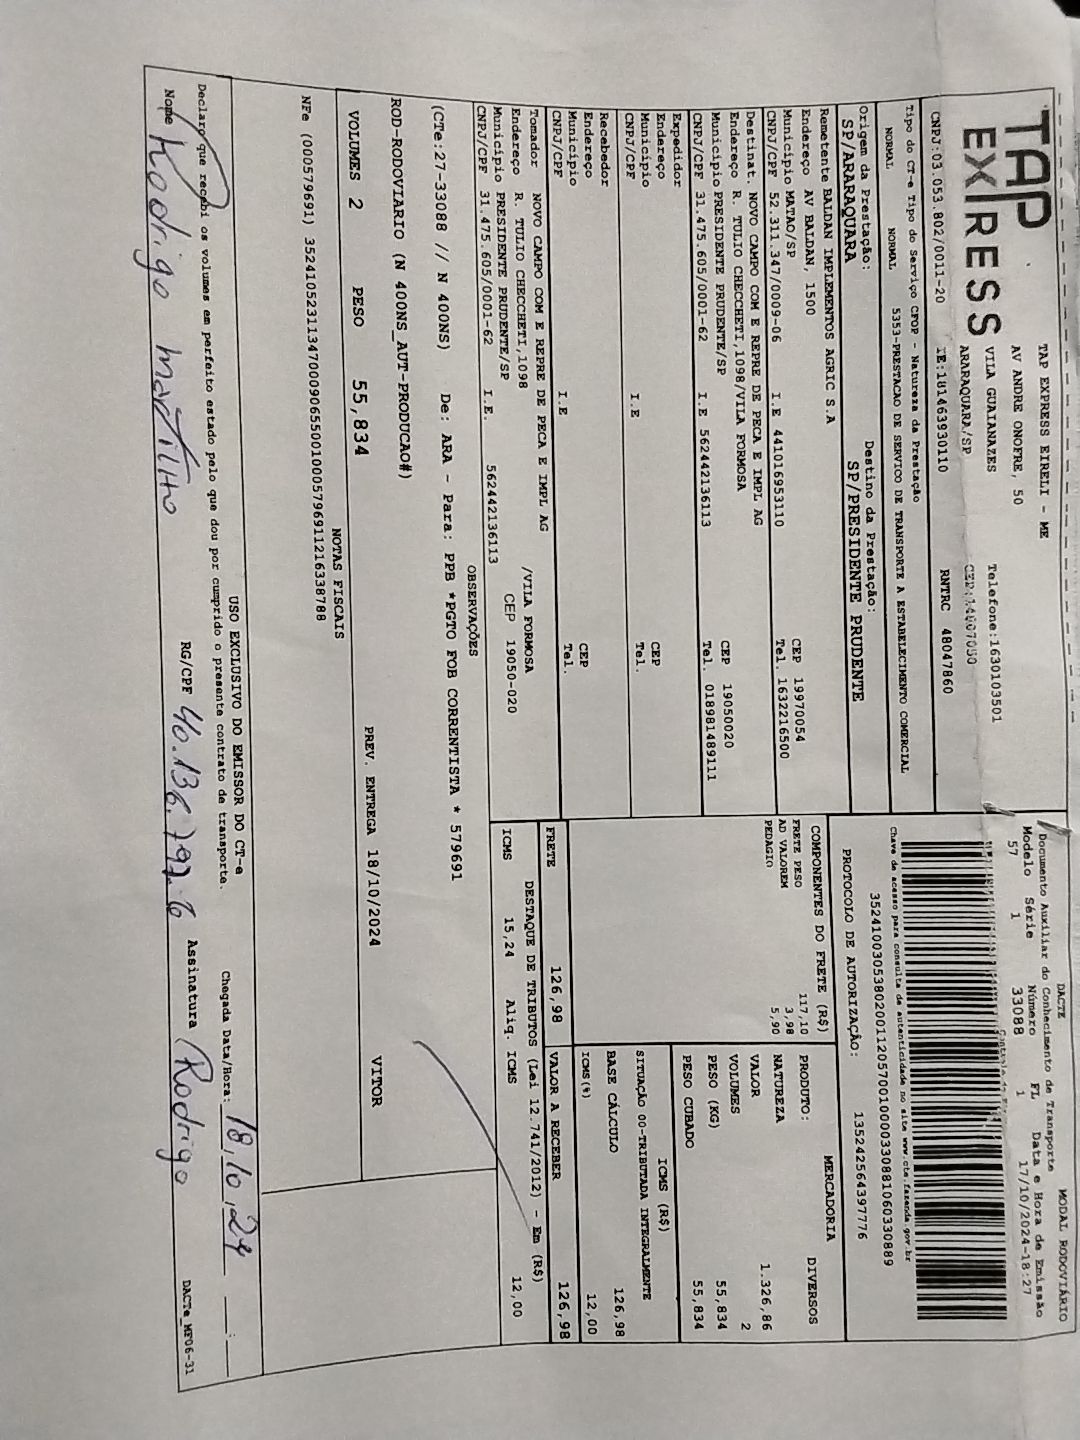 TAP EXPRESS
TAP EXPRESS EIRELI - ME
AV ANDRE ONOFRE, 50
VILA GUAIANAZES Telefone:1630103501
ARARAQUARA/SP
CNPJ:03.053.802/0011-20 IE:181463930110 RNTRC 48047860
DACTE MODAL RODOVIÁRIO
Documento Auxiliar do Conhecimento de Transporte
Modelo Série Número FL Data e Hora de Emissão
57 1 33088 1 17/10/2024-18:27
Chave de acesso para consulta de autenticidade no site www.cte.fazenda.gov.br
PROTOCOLO DE AUTORIZAÇÃO: 135242564397776
Tipo do CT-e Tipo do Serviço CFOP - Natureza da Prestação
NORMAL NORMAL 5353-PRESTACAO DE SERVICO DE TRANSPORTE A ESTABELECIMENTO COMERCIAL
Origem da Prestação: Destino da Prestação:
SP/ARARAQUARA SP/PRESIDENTE PRUDENTE
Remetente BALDAN IMPLEMENTOS AGRIC S.A
Endereço AV BALDAN, 1500
Município MATAO/SP CEP 19970054
CNPJ/CPF 52.311.347/0009-06 I.E 441016953110 Tel. 1632216500
Destinat. NOVO CAMPO COM E REPRE DE PECA E IMPL AG
Endereço R. TULIO CHECCHETI,1098/VILA FORMOSA
Município PRESIDENTE PRUDENTE/SP CEP 19050020
CNPJ/CPF 31.475.605/0001-62 I.E 562442136113 Tel. 018981489111
Expedidor
Endereço
Município CEP
CNPJ/CPF I.E Tel.
Recebedor
Endereço
Município CEP
CNPJ/CPF I.E Tel.
Tomador NOVO CAMPO COM E REPRE DE PECA E IMPL AG
Endereço R. TULIO CHECCHETI,1098 /VILA FORMOSA
Município PRESIDENTE PRUDENTE/SP CEP 19050-020
CNPJ/CPF 31.475.605/0001-62 I.E. 562442136113
COMPONENTES DO FRETE (R$)
FRETE PESO 117,10
AD VALOREM 3,98
PEDAGIO 5,90
FRETE 126,98
MERCADORIA
PRODUTO: DIVERSOS
NATUREZA
VALOR 1.326,86
VOLUMES 2
PESO (KG) 55,834
PESO CUBADO 55,834
ICMS (R$)
SITUAÇÃO 00-TRIBUTADA INTEGRALMENTE
BASE CÁLCULO 126,98
ICMS(%) 12,00
VALOR A RECEBER 126,98
DESTAQUE DE TRIBUTOS (Lei 12.741/2012) - Em (R$)
ICMS 15,24 Aliq. ICMS 12,00
OBSERVAÇÕES
(CTe:27-33088 // N 400NS) De: ARA - Para: PPB *PGTO FOB CORRENTISTA * 579691
ROD-RODOVIARIO (N 400NS_AUT-PRODUCAO#)
VOLUMES 2 PESO 55,834 PREV. ENTREGA 18/10/2024 VITOR
NOTAS FISCAIS
NFe (000579691) 35241052311347000906550010005796911216338788
USO EXCLUSIVO DO EMISSOR DO CT-e
Declaro que recebi os volumes em perfeito estado pelo que dou por cumprido o presente contrato de transporte. Chegada Data/Hora: 18,10,24 :
Nome Rodrigo martilho RG/CPF 40.136.797-6 Assinatura Rodrigo
DACTe_MF06-31